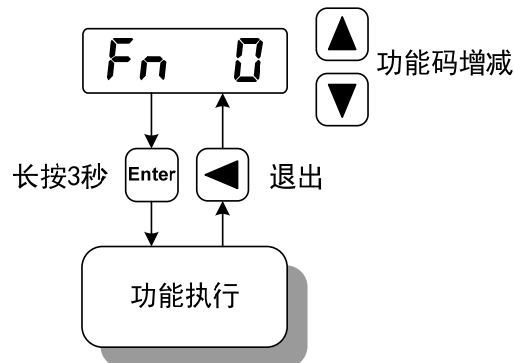 Fn 0
功能码增减
长按3秒
Enter
退出
功能执行